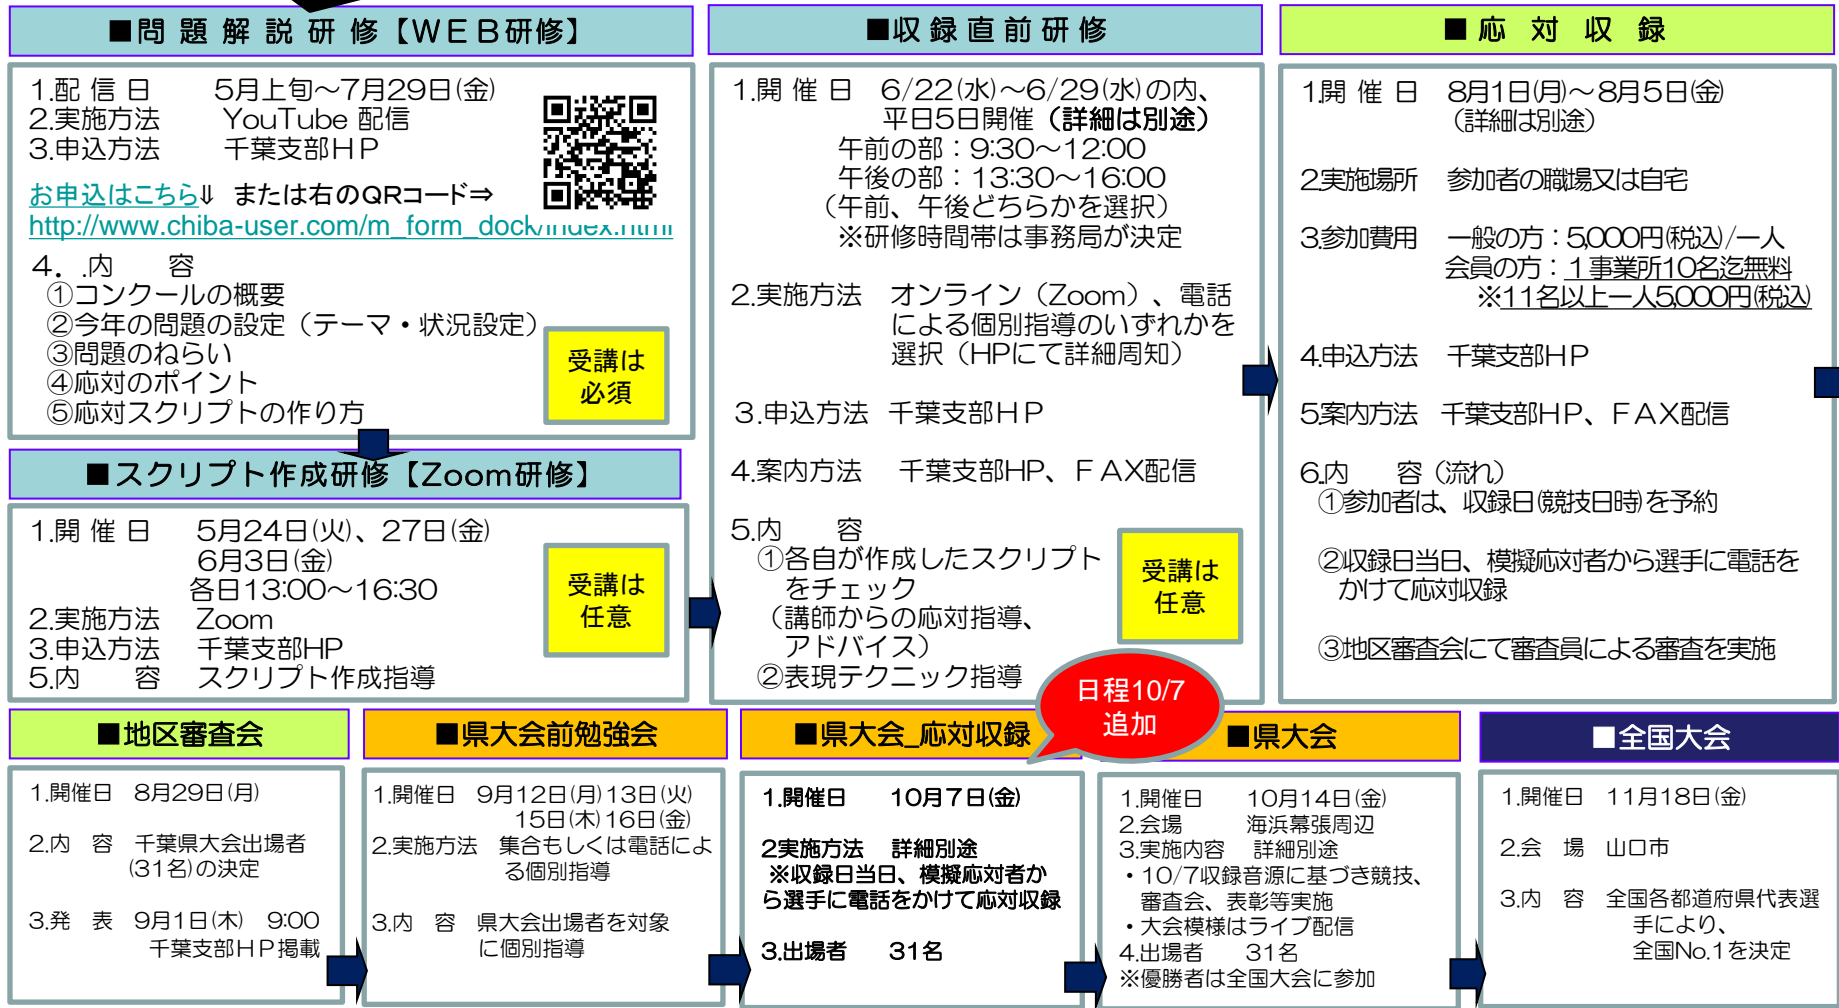 ■問題解説研修【WEB研修】
1.配信日 5月上旬～7月29日(金)
2.実施方法 YouTube 配信
3.申込方法 千葉支部HP
お申込はこちら⇓ または右のQRコード⇒
http://www.chiba-user.com/m_form_dock/index.html
4．.内 容
①コンクールの概要
②今年の問題の設定（テーマ・状況設定）
③問題のねらい
④応対のポイント
⑤応対スクリプトの作り方
受講は
必須
■スクリプト作成研修【Zoom研修】
1.開催日 5月24日(火)、27日(金)
6月3日(金)
各日13:00～16:30
2.実施方法 Zoom
3.申込方法 千葉支部HP
5.内 容 スクリプト作成指導
受講は
任意
■収録直前研修
1.開催日 6/22(水)～6/29(水)の内、
平日5日開催（詳細は別途）
午前の部：9:30～12:00
午後の部：13:30～16:00
（午前、午後どちらかを選択）
※研修時間帯は事務局が決定
2.実施方法 オンライン（Zoom）、電話
による個別指導のいずれかを
選択（HPにて詳細周知）
3.申込方法 千葉支部HP
4.案内方法 千葉支部HP、FAX配信
5.内 容
①各自が作成したスクリプト
をチェック
（講師からの応対指導、
アドバイス）
②表現テクニック指導
受講は
任意
■応対収録
1.開催日 8月1日(月)～8月5日(金)
（詳細は別途）
2.実施場所 参加者の職場又は自宅
3.参加費用 一般の方：5,000円(税込)/一人
会員の方：１事業所10名迄無料
※11名以上一人5,000円(税込)
4.申込方法 千葉支部HP
5.案内方法 千葉支部HP、FAX配信
6.内 容（流れ）
①参加者は、収録日(競技日時)を予約
②収録日当日、模擬応対者から選手に電話を
かけて応対収録
③地区審査会にて審査員による審査を実施
■地区審査会
1.開催日 8月29日(月)
2.内 容 千葉県大会出場者
(31名)の決定
3.発 表 9月1日(木) 9:00
千葉支部HP掲載
■県大会前勉強会
1.開催日 9月12日(月)13日(火)
15日(木)16日(金)
2.実施方法 集合もしくは電話によ
る個別指導
3.内 容 県大会出場者を対象
に個別指導
■県大会_応対収録
日程10/7
追加
1.開催日 10月7日(金)
2実施方法 詳細別途
※収録日当日、模擬応対者か
ら選手に電話をかけて応対収録
3.出場者 31名
■県大会
1.開催日 10月14日(金)
2.会場 海浜幕張周辺
3.実施内容 詳細別途
・10/7収録音源に基づき競技、
審査会、表彰等実施
・大会模様はライブ配信
4.出場者 31名
※優勝者は全国大会に参加
■全国大会
1.開催日 11月18日(金)
2.会 場 山口市
3.内 容 全国各都道府県代表選
手により、
全国No.1を決定